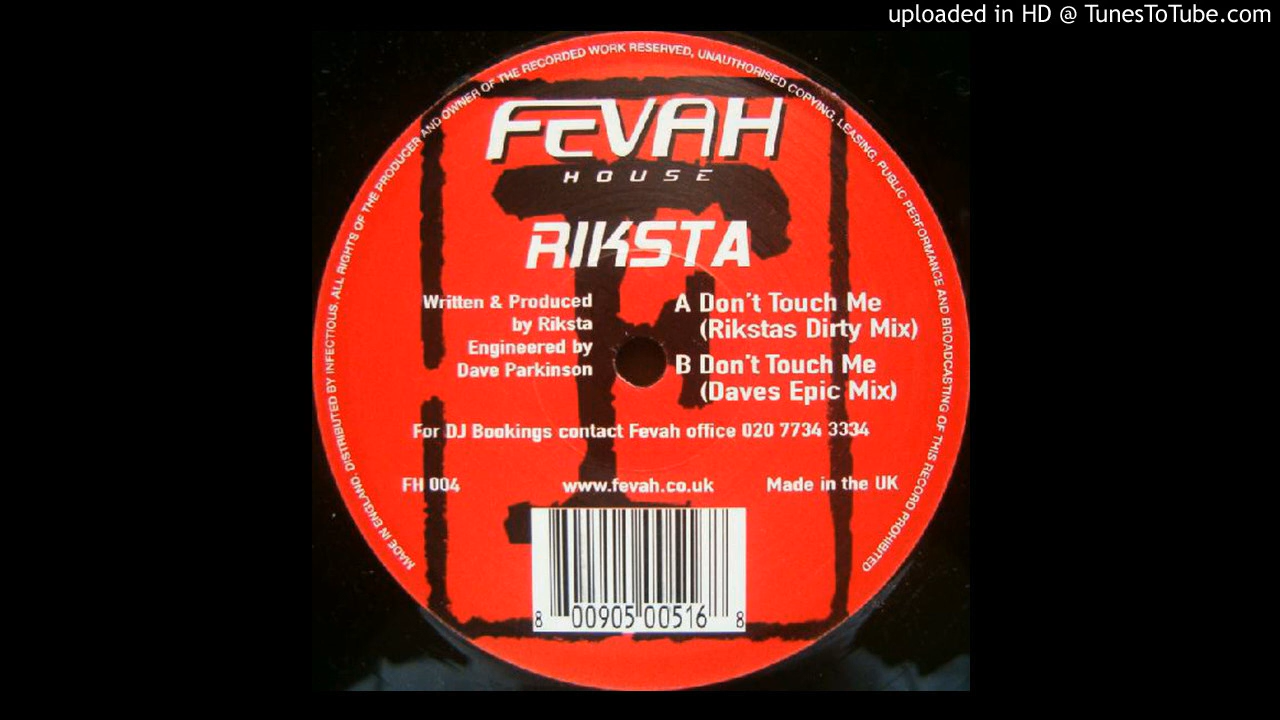 uploaded in HD @ TunesToTube.com
MADE IN ENGLAND. DISTRIBUTED BY INFECTIOUS. ALL RIGHTS OF THE PRODUCER AND OWNER OF THE RECORDED WORK RESERVED, UNAUTHORISED COPYING, LEASING, PUBLIC PERFORMANCE AND BROADCASTING OF THIS RECORD PROHIBITED
FEVAH
HOUSE
RIKSTA
Written & Produced
by Riksta
Engineered by
Dave Parkinson
A Don't Touch Me
(Rikstas Dirty Mix)
B Don't Touch Me
(Daves Epic Mix)
For DJ Bookings contact Fevah office 020 7734 3334
FH 004 www.fevah.co.uk Made in the UK
8 00905 00516 8